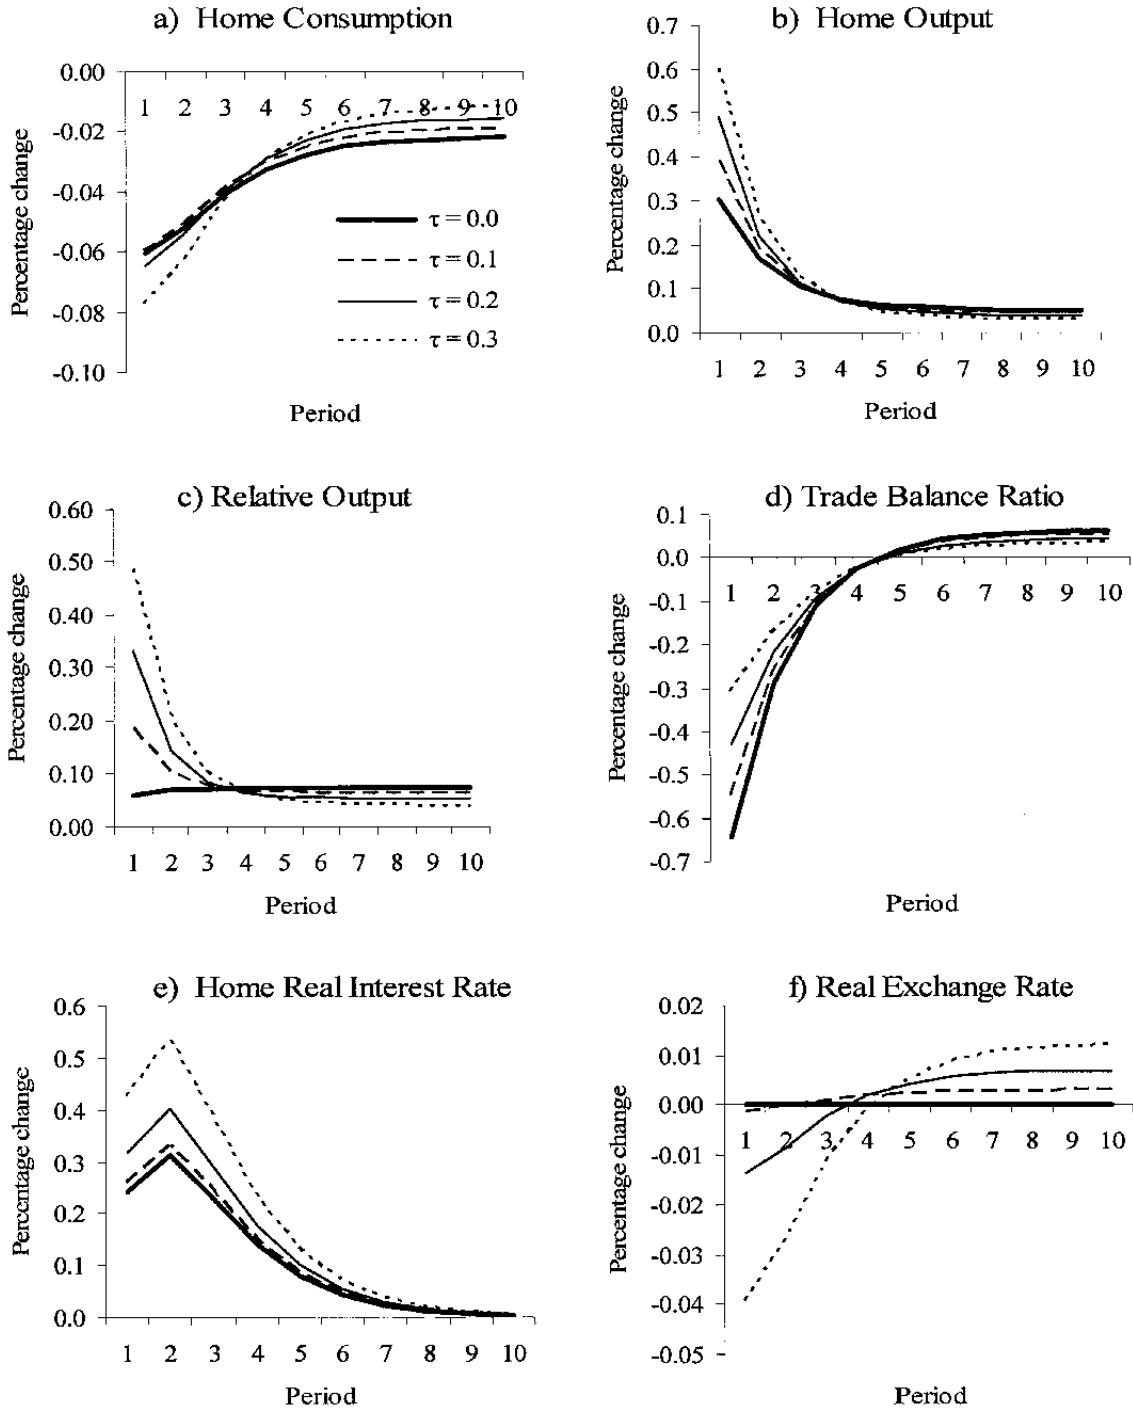 a) Home Consumption
0.00
-0.02
-0.04
-0.06
-0.08
-0.10
Percentage change
1 2 3 4 5 6 7 8 9 10
τ = 0.0
τ = 0.1
τ = 0.2
τ = 0.3
Period
b) Home Output
0.7
0.6
0.5
0.4
0.3
0.2
0.1
0.0
Percentage change
1 2 3 4 5 6 7 8 9 10
Period
c) Relative Output
0.60
0.50
0.40
0.30
0.20
0.10
0.00
Percentage change
1 2 3 4 5 6 7 8 9 10
Period
d) Trade Balance Ratio
0.1
0.0
-0.1
-0.2
-0.3
-0.4
-0.5
-0.6
-0.7
Percentage change
1 2 3 4 5 6 7 8 9 10
Period
e) Home Real Interest Rate
0.6
0.5
0.4
0.3
0.2
0.1
0.0
Percentage change
1 2 3 4 5 6 7 8 9 10
Period
f) Real Exchange Rate
0.02
0.01
0.00
-0.01
-0.02
-0.03
-0.04
-0.05
Percentage change
1 2 3 4 5 6 7 8 9 10
Period